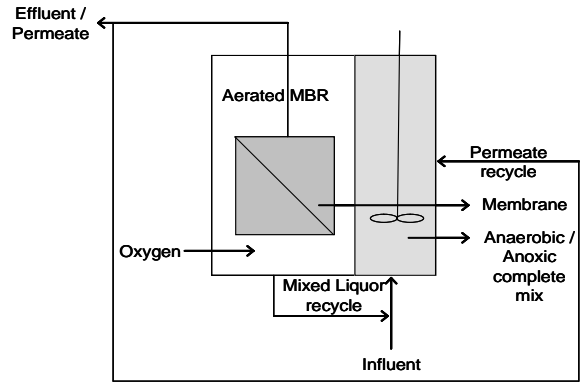 Effluent /
Permeate
Aerated MBR
Permeate
recycle
Membrane
Anaerobic /
Anoxic
complete
mix
Oxygen
Mixed Liquor
recycle
Influent